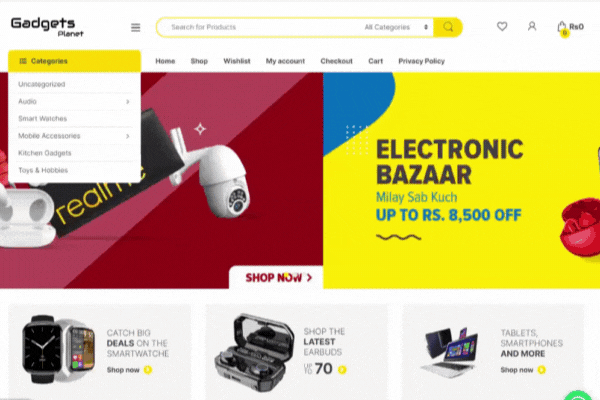 Gadgets
Planet
Search for Products
All Categories
Rs0
0
Categories
Home
Shop
Wishlist
My account
Checkout
Cart
Privacy Policy
Uncategorized
Audio
Smart Watches
Mobile Accessories
Kitchen Gadgets
Toys & Hobbies
realme
ELECTRONIC
BAZAAR
Milay Sab Kuch
UP TO RS. 8,500 OFF
SHOP NOW
CATCH BIG
DEALS ON THE
SMARTWATCHE
Shop now
SHOP THE
LATEST
EARBUDS
UP
TO
70
TABLETS,
SMARTPHONES
AND MORE
Shop now